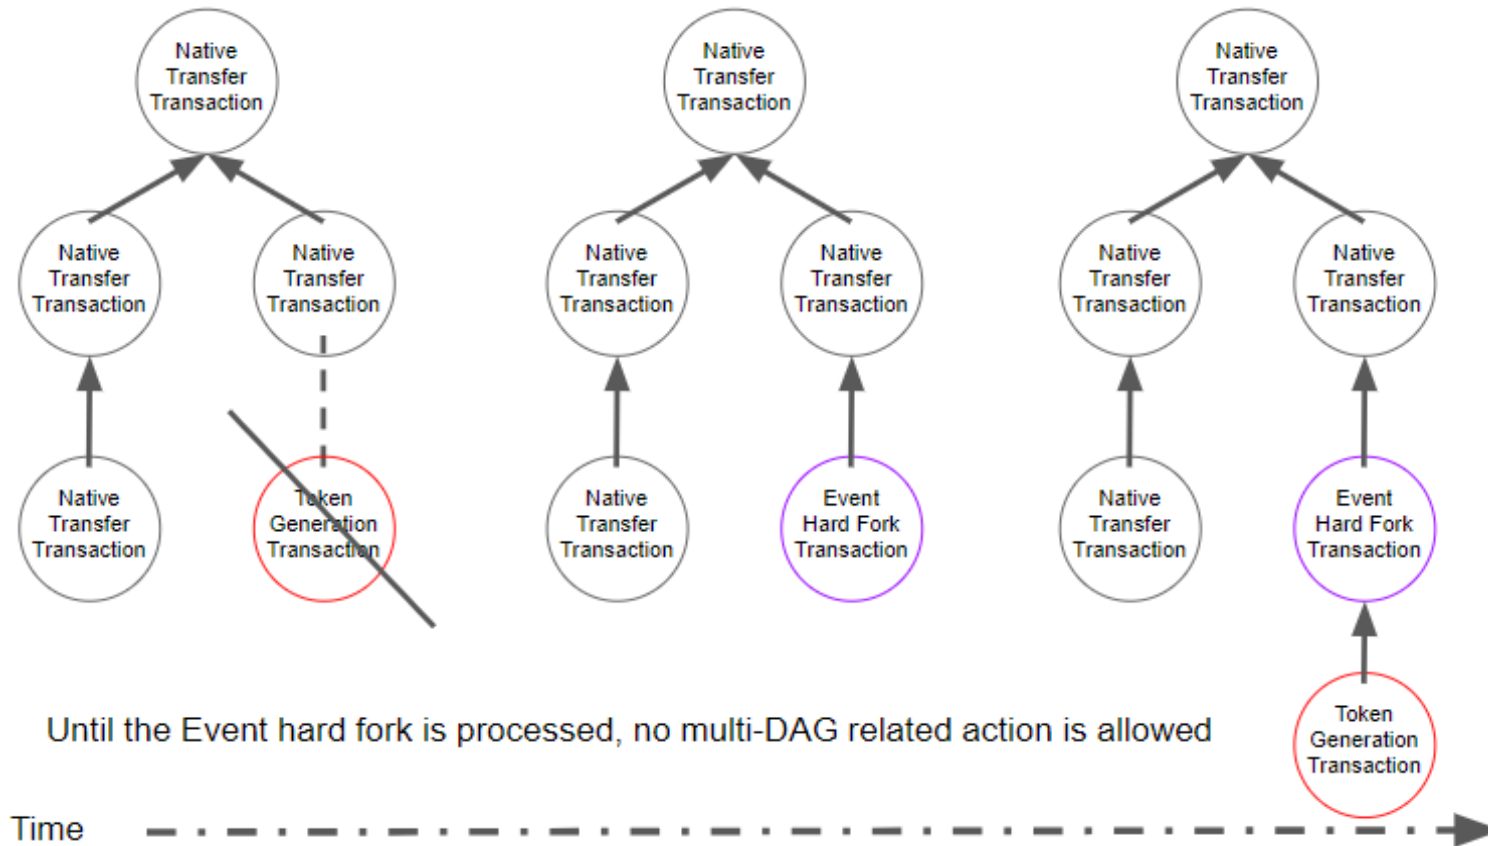 Native
Transfer
Transaction
Native
Transfer
Transaction
Native
Transfer
Transaction
Native
Transfer
Transaction
Native
Transfer
Transaction
Native
Transfer
Transaction
Native
Transfer
Transaction
Native
Transfer
Transaction
Native
Transfer
Transaction
Native
Transfer
Transaction
Token
Generation
Transaction
Native
Transfer
Transaction
Event
Hard Fork
Transaction
Native
Transfer
Transaction
Event
Hard Fork
Transaction
Until the Event hard fork is processed, no multi-DAG related action is allowed
Token
Generation
Transaction
Time